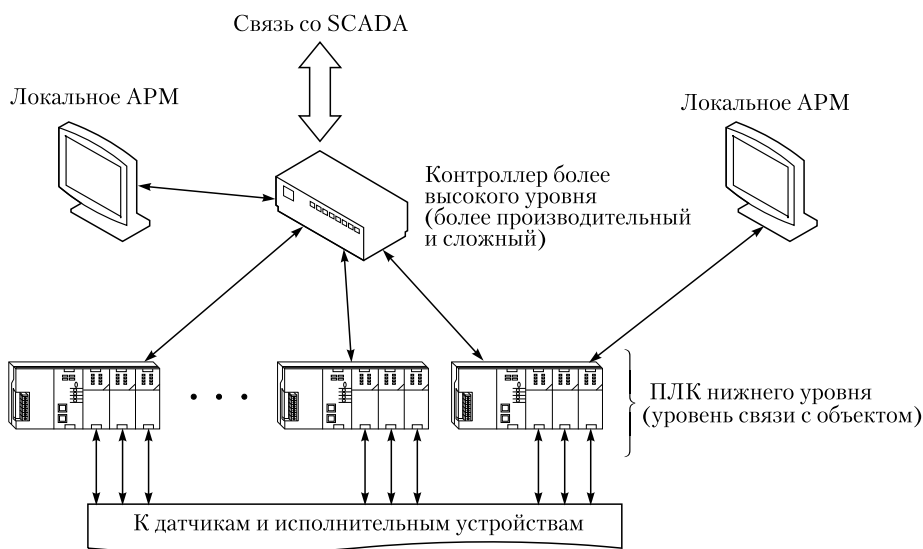 Связь со SCADA
Локальное АРМ
Локальное АРМ
Контроллер более
высокого уровня
(более производительный
и сложный)
ПЛК нижнего уровня
(уровень связи с объектом)
К датчикам и исполнительным устройствам